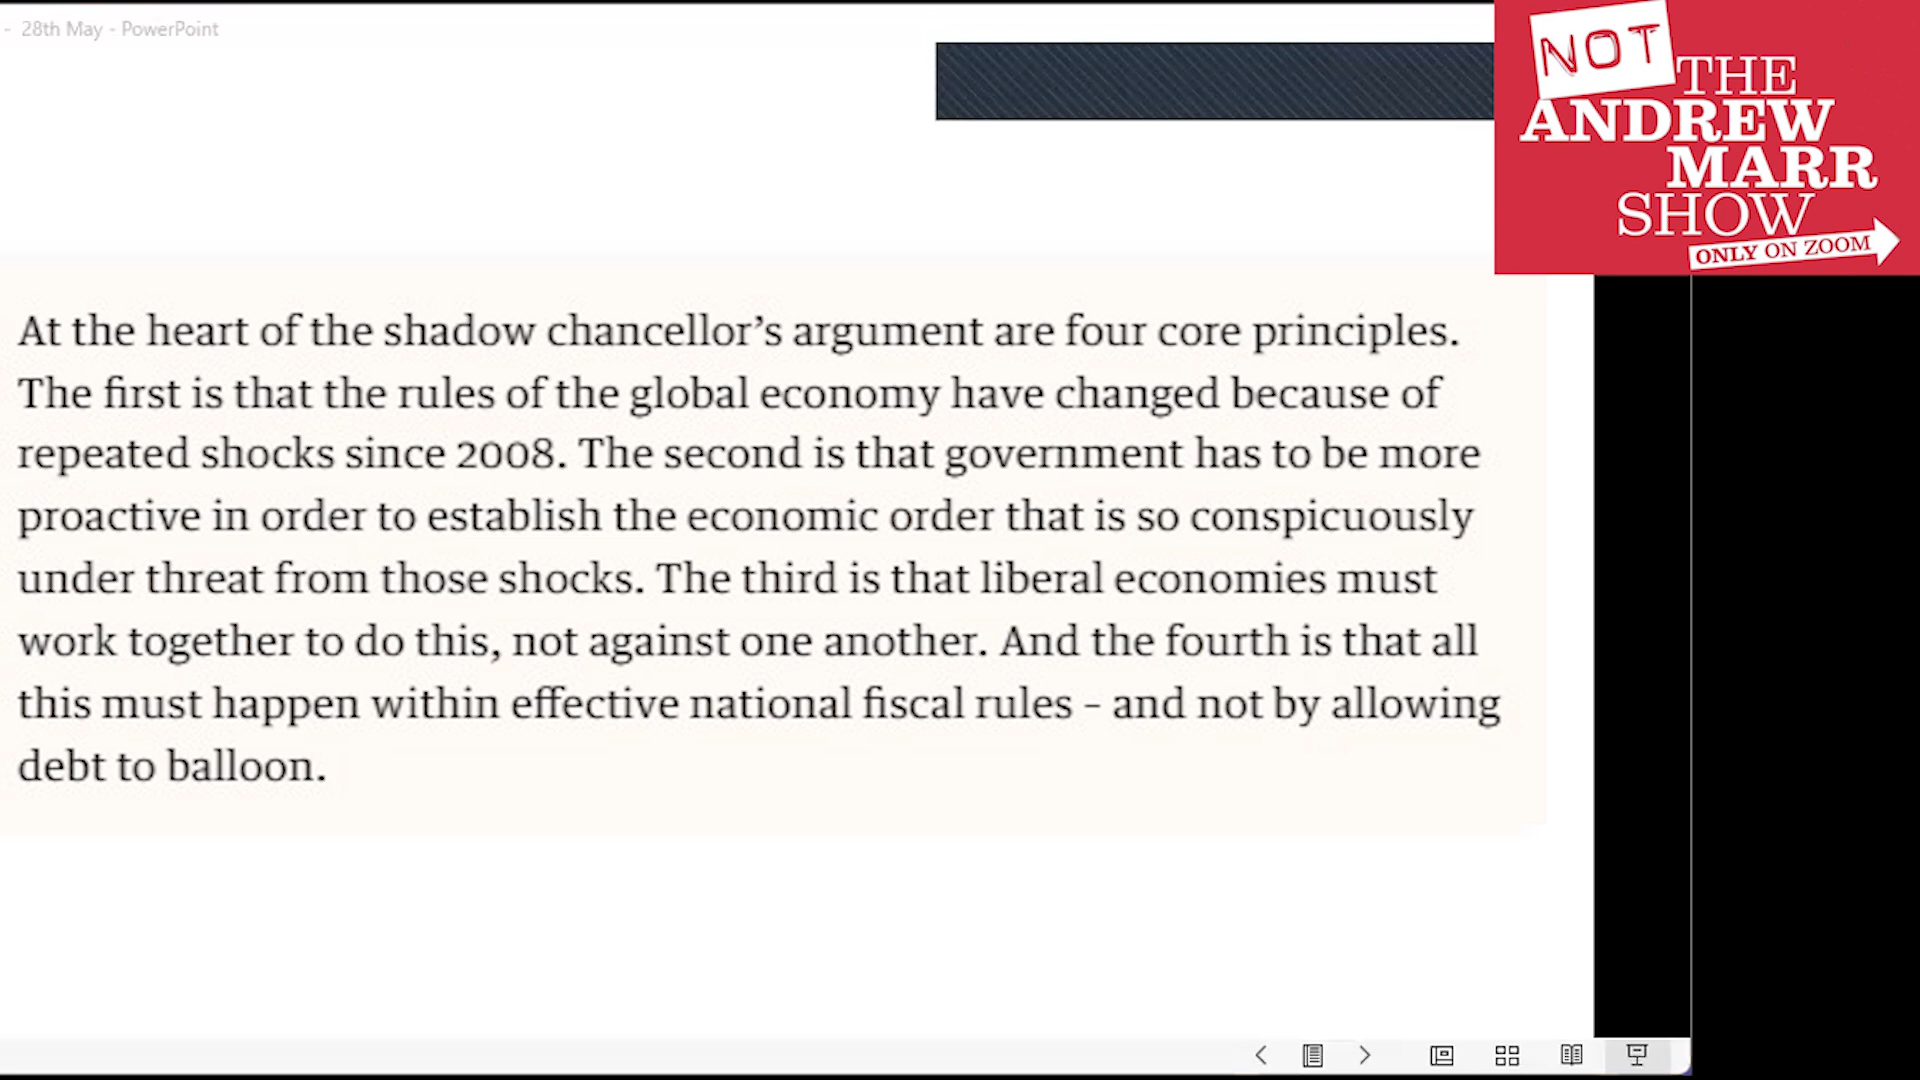 - 28th May - PowerPoint
NOT
THE
ANDREW
MARR
SHOW
ONLY ON ZOOM
At the heart of the shadow chancellor’s argument are four core principles.
The first is that the rules of the global economy have changed because of
repeated shocks since 2008. The second is that government has to be more
proactive in order to establish the economic order that is so conspicuously
under threat from those shocks. The third is that liberal economies must
work together to do this, not against one another. And the fourth is that all
this must happen within effective national fiscal rules – and not by allowing
debt to balloon.